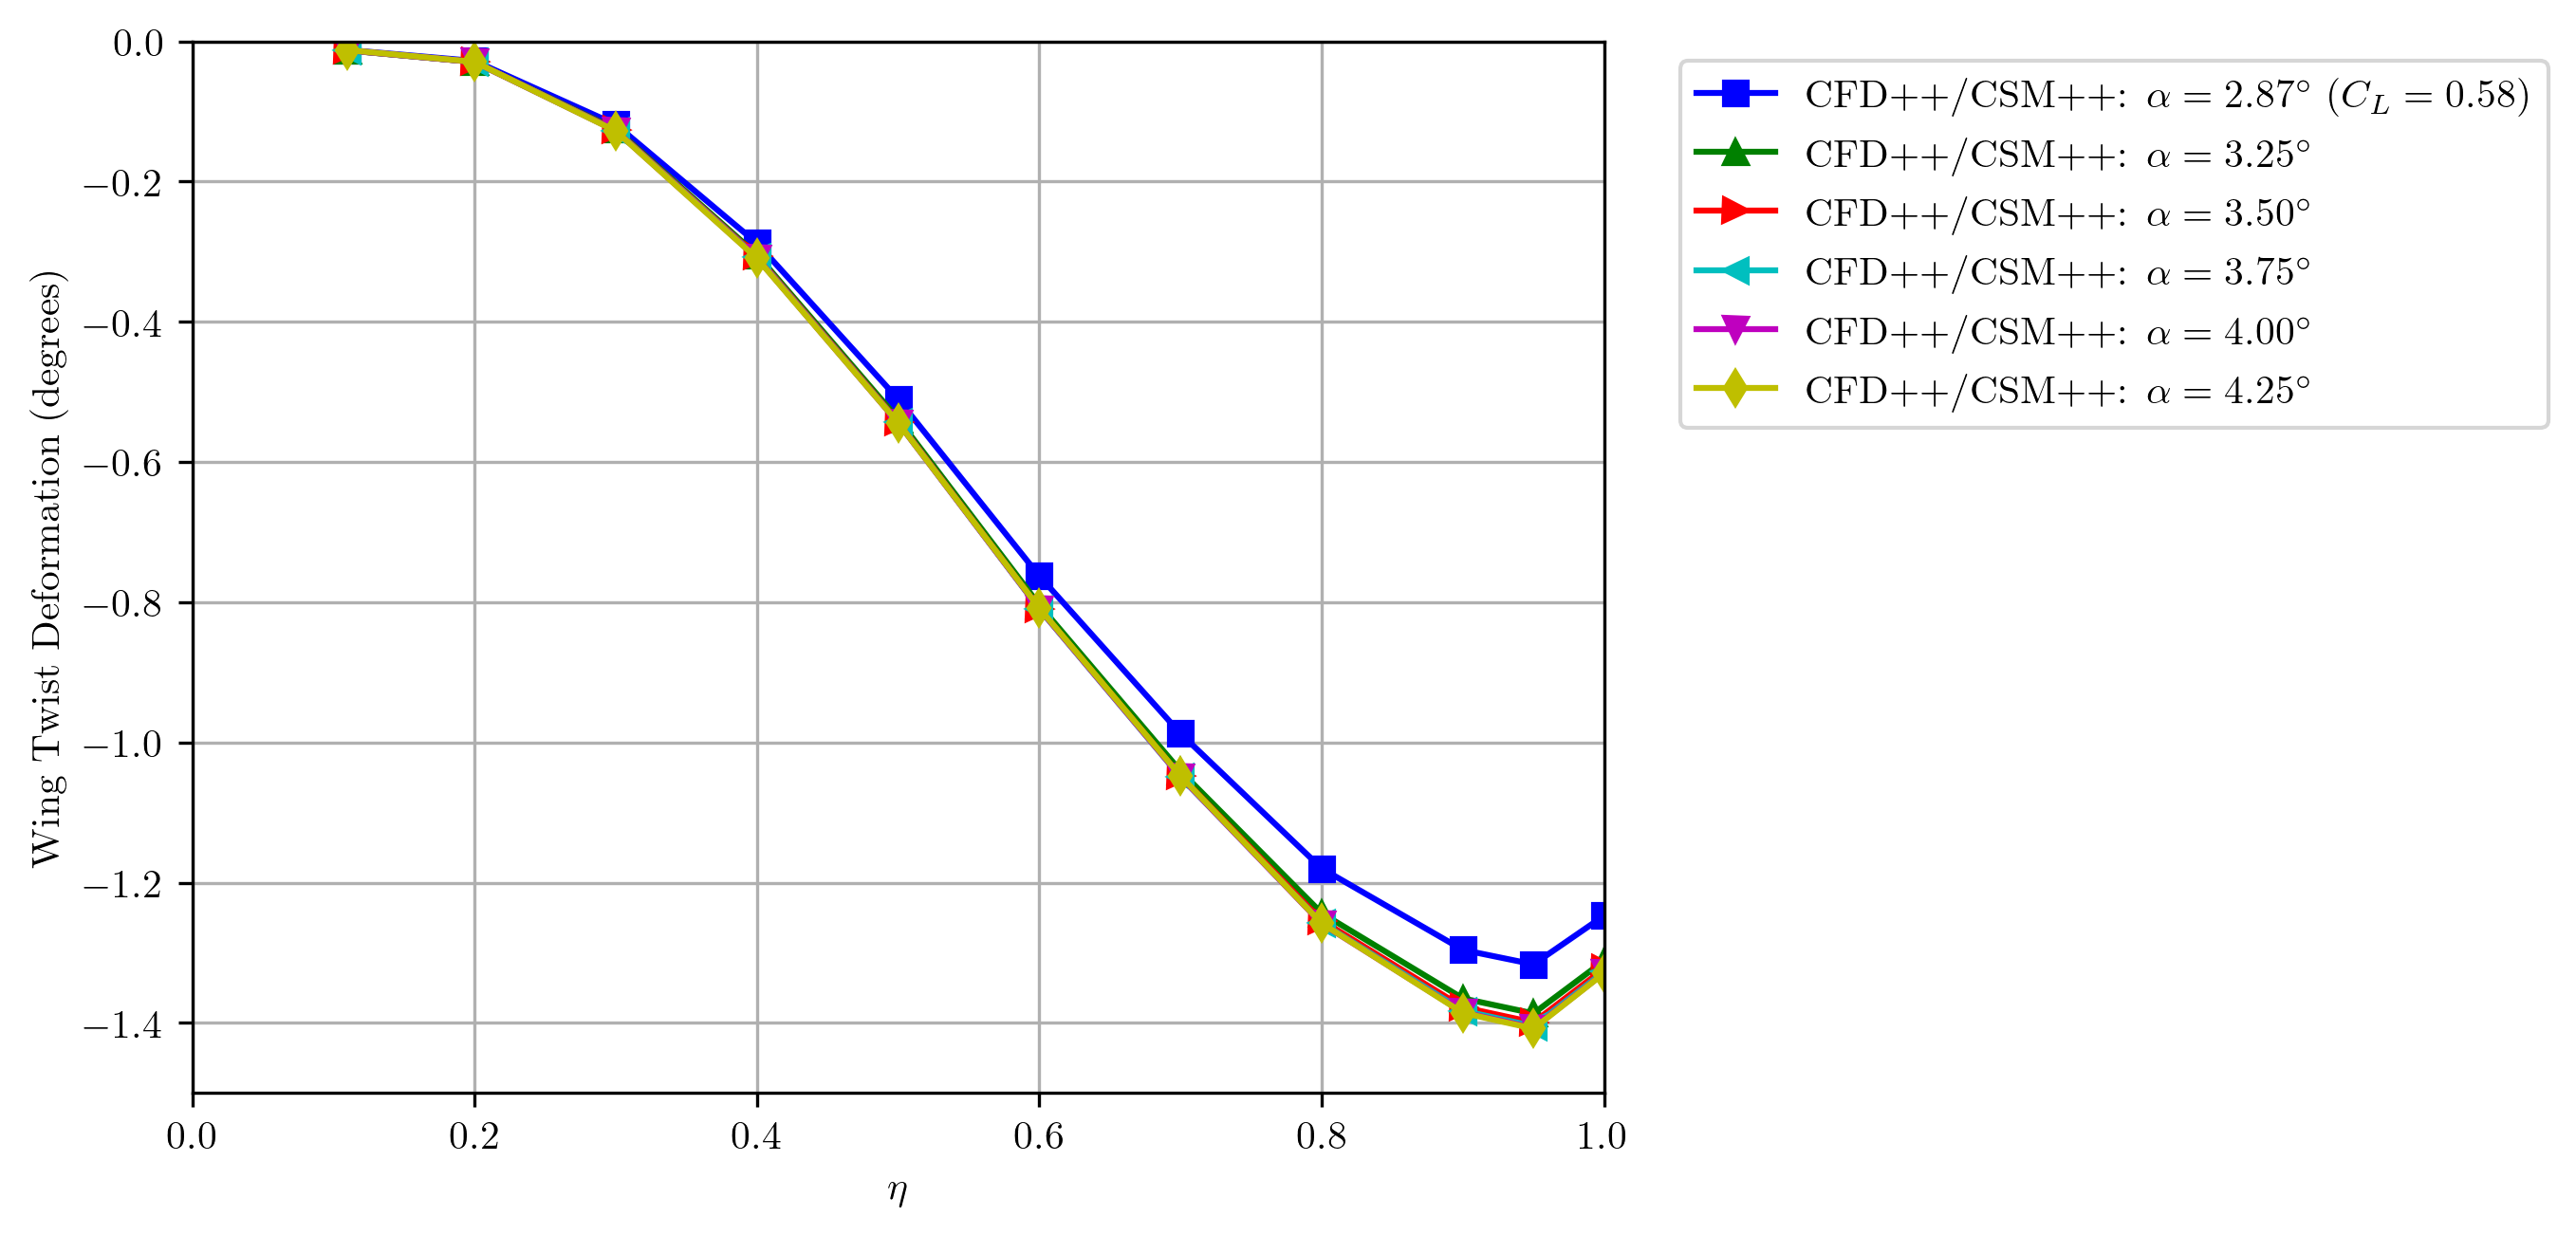 0.0
−0.2
−0.4
−0.6
−0.8
−1.0
−1.2
−1.4
Wing Twist Deformation (degrees)
0.0 0.2 0.4 0.6 0.8 1.0
η
CFD++/CSM++: α = 2.87° (C_L = 0.58)
CFD++/CSM++: α = 3.25°
CFD++/CSM++: α = 3.50°
CFD++/CSM++: α = 3.75°
CFD++/CSM++: α = 4.00°
CFD++/CSM++: α = 4.25°